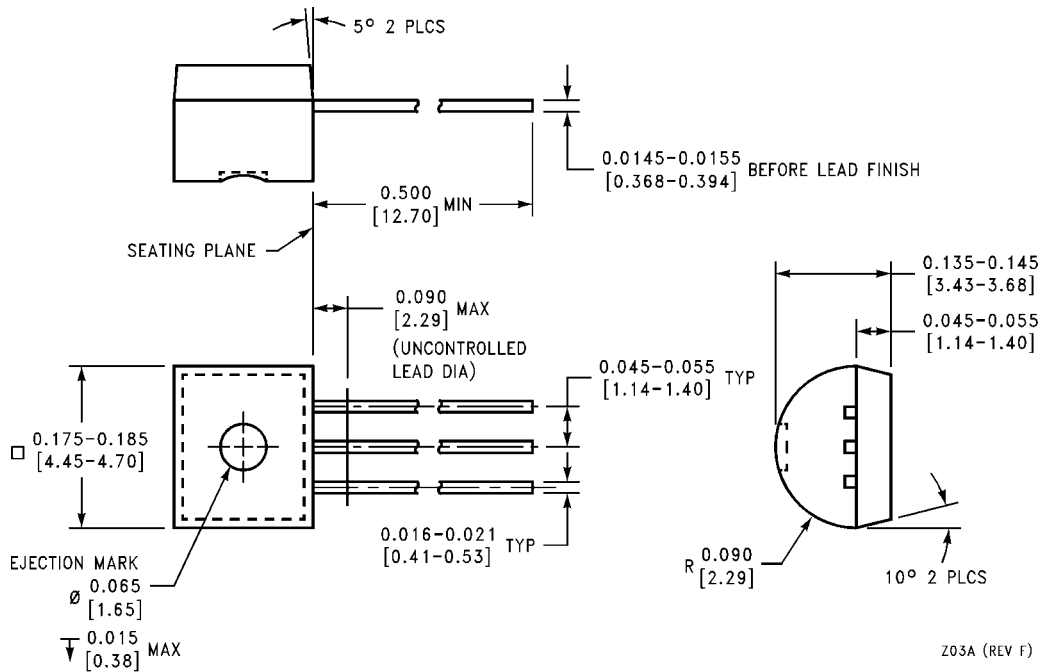 5° 2 PLCS
0.0145-0.0155
[0.368-0.394] BEFORE LEAD FINISH
0.500
[12.70] MIN
SEATING PLANE
0.135-0.145
[3.43-3.68]
0.045-0.055
[1.14-1.40]
0.090
[2.29] MAX
(UNCONTROLLED
LEAD DIA)
0.045-0.055
[1.14-1.40] TYP
0.175-0.185
[4.45-4.70]
0.016-0.021
[0.41-0.53] TYP
EJECTION MARK
Ø 0.065
[1.65]
0.015
[0.38] MAX
R 0.090
[2.29]
10° 2 PLCS
Z03A (REV F)